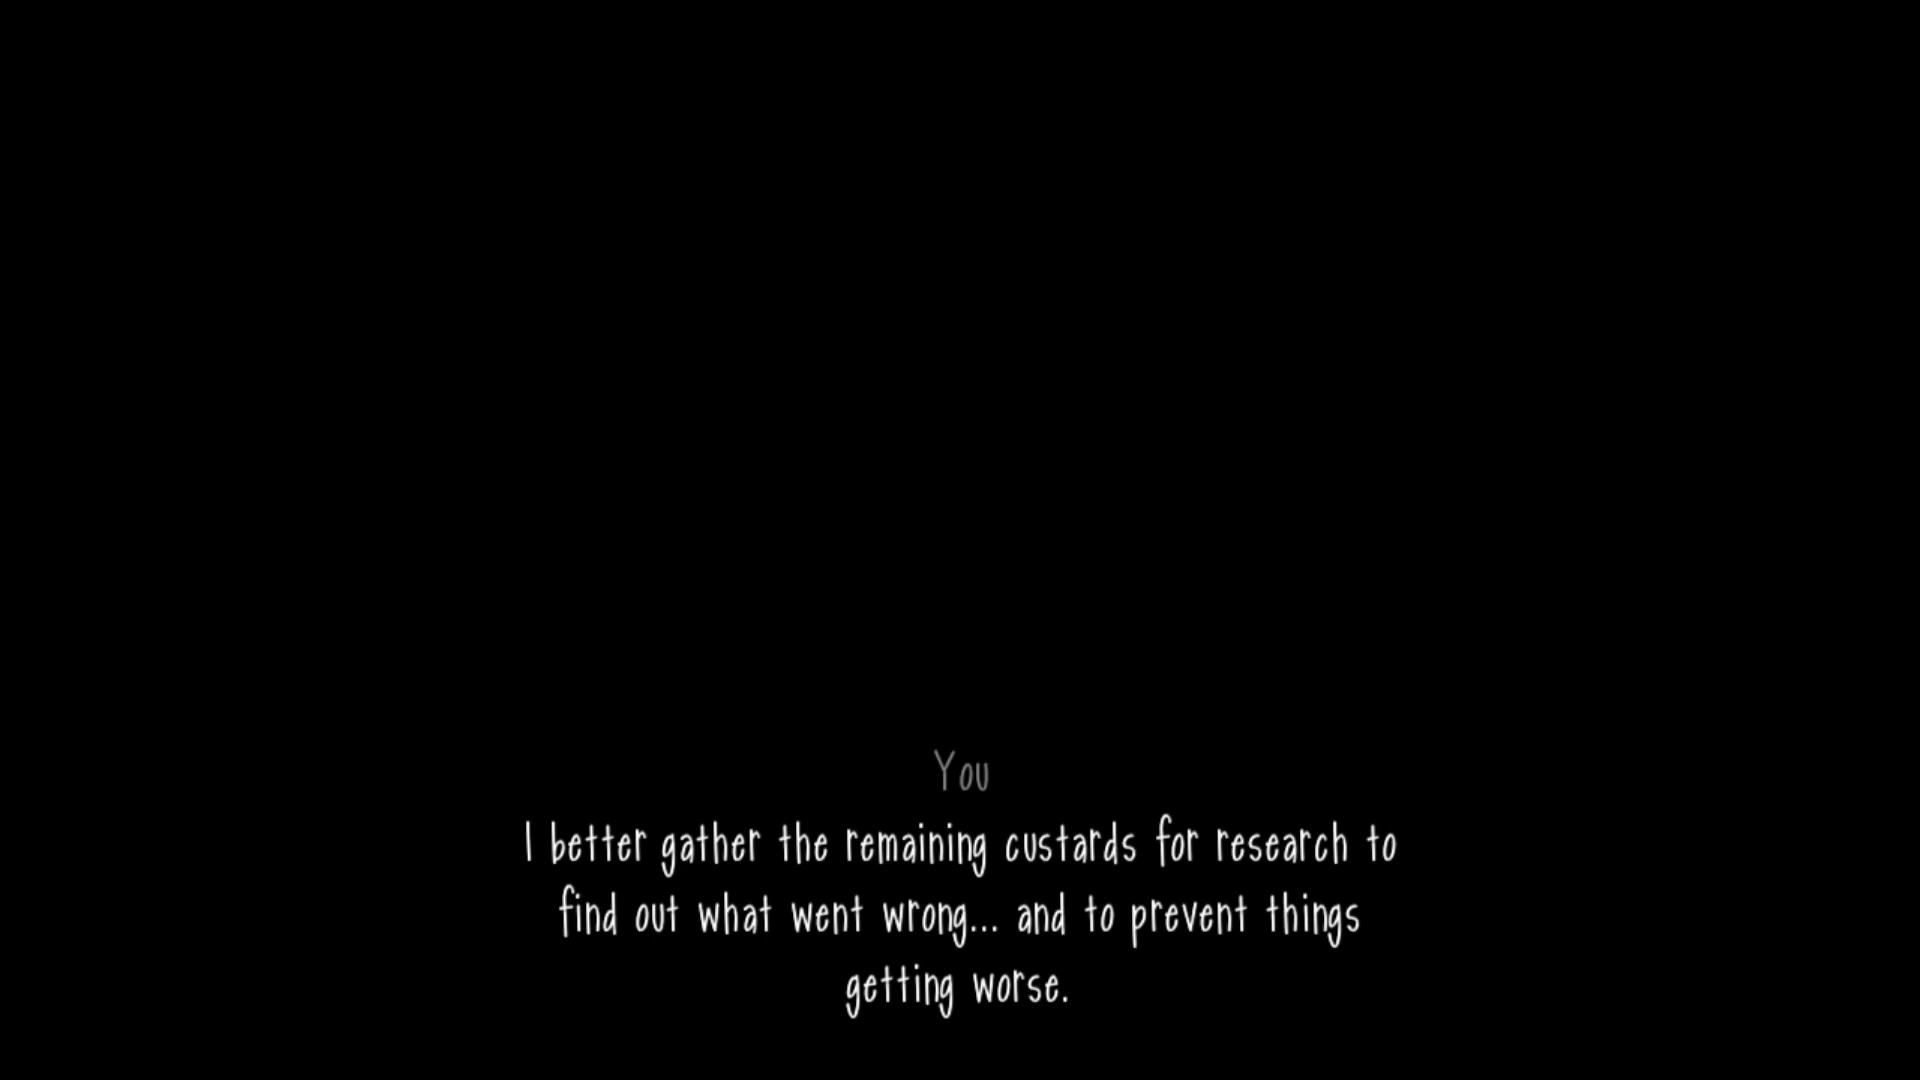 You
I better gather the remaining custards for research to
find out what went wrong... and to prevent things
getting worse.